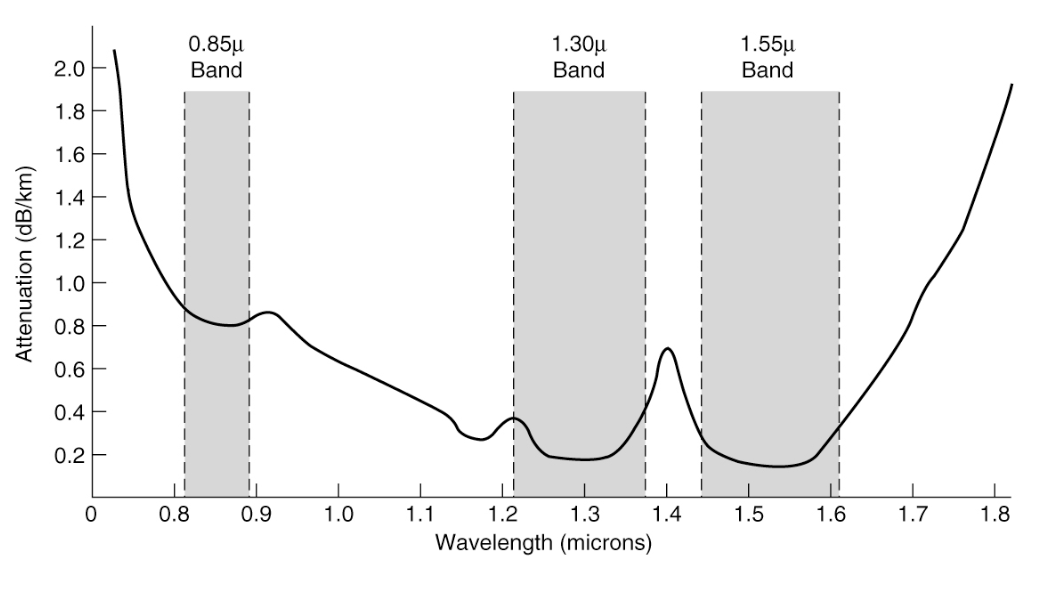 0.85μ
Band
1.30μ
Band
1.55μ
Band
2.0
1.8
1.6
1.4
1.2
1.0
0.8
0.6
0.4
0.2
Attenuation (dB/km)
0 0.8 0.9 1.0 1.1 1.2 1.3 1.4 1.5 1.6 1.7 1.8
Wavelength (microns)